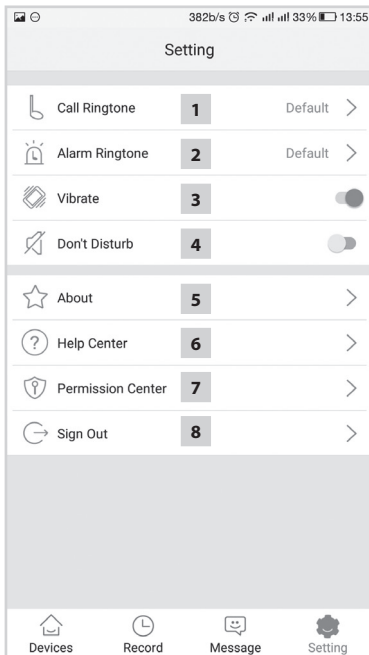 382b/s 33% 13:55
Setting
Call Ringtone 1 Default
Alarm Ringtone 2 Default
Vibrate 3
Don't Disturb 4
About 5
? Help Center 6
Permission Center 7
Sign Out 8
Devices Record Message Setting